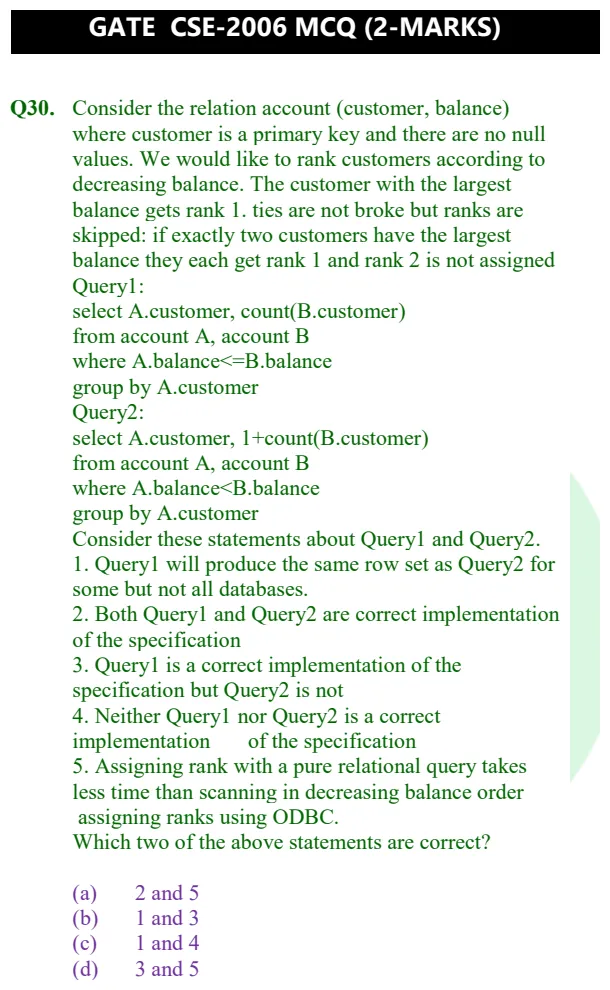 GATE CSE-2006 MCQ (2-MARKS)
Q30. Consider the relation account (customer, balance)
where customer is a primary key and there are no null
values. We would like to rank customers according to
decreasing balance. The customer with the largest
balance gets rank 1. ties are not broke but ranks are
skipped: if exactly two customers have the largest
balance they each get rank 1 and rank 2 is not assigned
Query1:
select A.customer, count(B.customer)
from account A, account B
where A.balance<=B.balance
group by A.customer
Query2:
select A.customer, 1+count(B.customer)
from account A, account B
where A.balance<B.balance
group by A.customer
Consider these statements about Query1 and Query2.
1. Query1 will produce the same row set as Query2 for
some but not all databases.
2. Both Query1 and Query2 are correct implementation
of the specification
3. Query1 is a correct implementation of the
specification but Query2 is not
4. Neither Query1 nor Query2 is a correct
implementation of the specification
5. Assigning rank with a pure relational query takes
less time than scanning in decreasing balance order
assigning ranks using ODBC.
Which two of the above statements are correct?
(a) 2 and 5
(b) 1 and 3
(c) 1 and 4
(d) 3 and 5